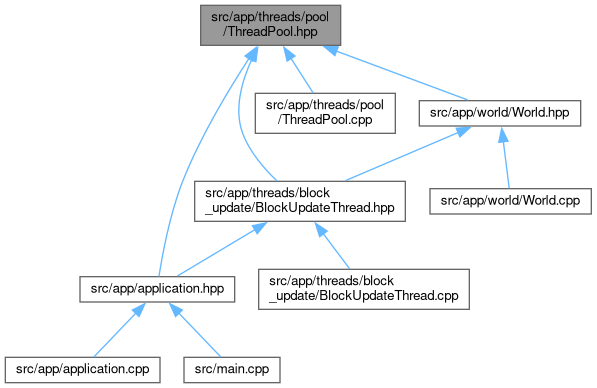 src/app/threads/pool
/ThreadPool.hpp
src/app/threads/pool
/ThreadPool.cpp
src/app/world/World.hpp
src/app/threads/block
_update/BlockUpdateThread.hpp
src/app/world/World.cpp
src/app/application.hpp
src/app/threads/block
_update/BlockUpdateThread.cpp
src/app/application.cpp
src/main.cpp